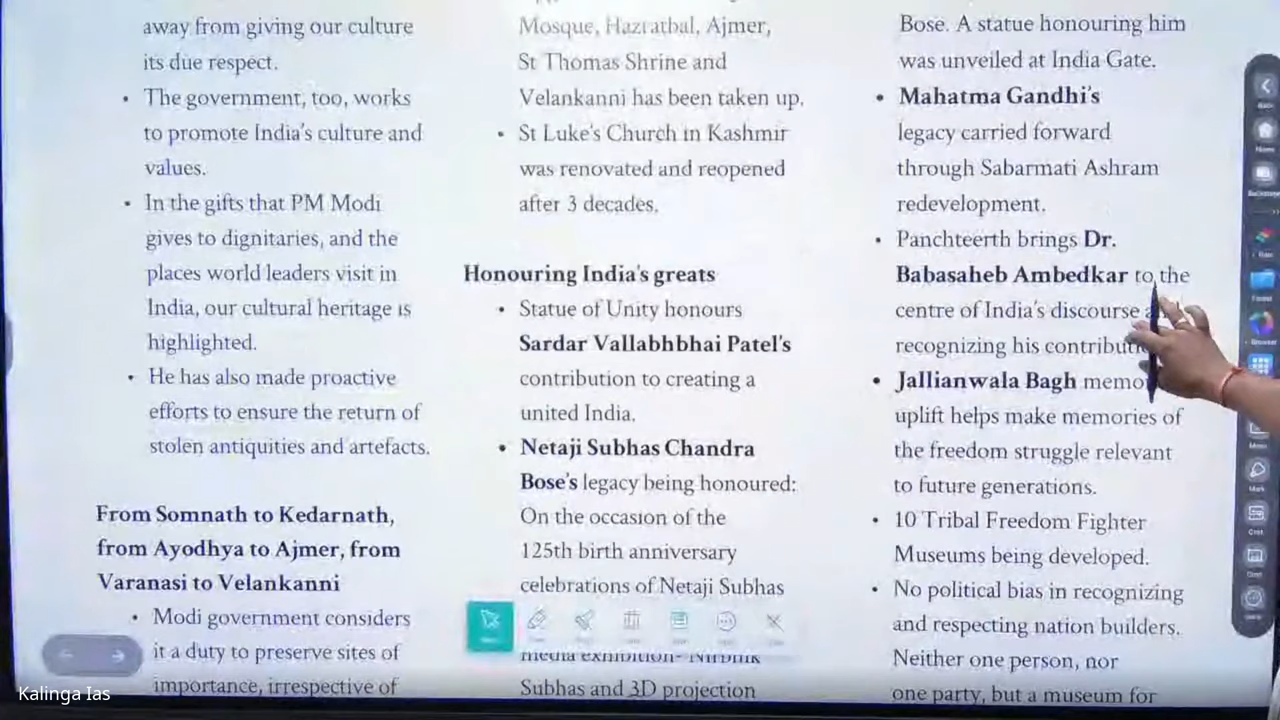 away from giving our culture
its due respect.
• The government, too, works
to promote India's culture and
values.
• In the gifts that PM Modi
gives to dignitaries, and the
places world leaders visit in
India, our cultural heritage is
highlighted.
• He has also made proactive
efforts to ensure the return of
stolen antiquities and artefacts.
From Somnath to Kedarnath,
from Ayodhya to Ajmer, from
Varanasi to Velankanni
• Modi government considers
it a duty to preserve sites of
importance, irrespective of
Mosque, Hazratbal, Ajmer,
St Thomas Shrine and
Velankanni has been taken up.
• St Luke's Church in Kashmir
was renovated and reopened
after 3 decades.
Honouring India's greats
• Statue of Unity honours
Sardar Vallabhbhai Patel's
contribution to creating a
united India.
• Netaji Subhas Chandra
Bose's legacy being honoured:
On the occasion of the
125th birth anniversary
celebrations of Netaji Subhas
media exhibition- Nirbhik
Subhas and 3D projection
Bose. A statue honouring him
was unveiled at India Gate.
• Mahatma Gandhi's
legacy carried forward
through Sabarmati Ashram
redevelopment.
• Panchteerth brings Dr.
Babasaheb Ambedkar to the
centre of India's discourse
recognizing his
• Jallianwala Bagh
uplift helps make memories of
the freedom struggle relevant
to future generations.
• 10 Tribal Freedom Fighter
Museums being developed.
• No political bias in recognizing
and respecting nation builders.
Neither one person, nor
one party, but a museum for
Back
Home
Mark
Kalinga Ias